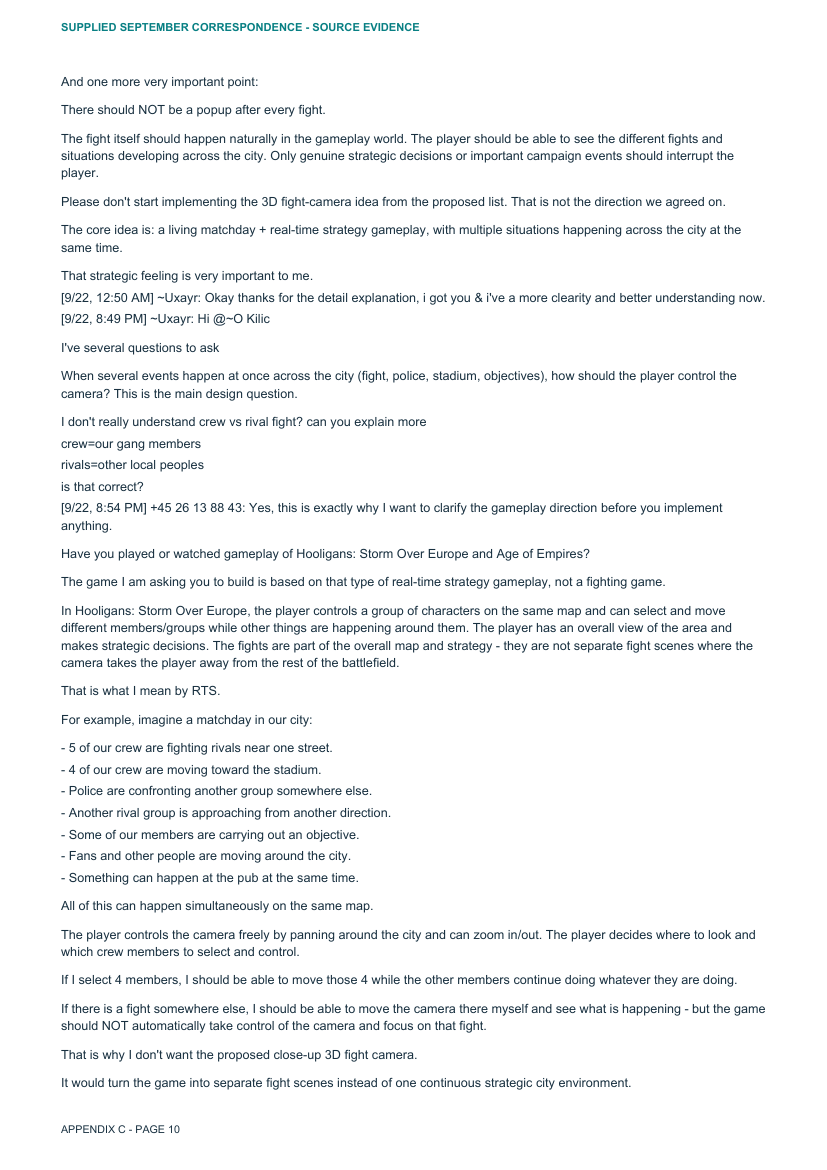 SUPPLIED SEPTEMBER CORRESPONDENCE - SOURCE EVIDENCE
And one more very important point:
There should NOT be a popup after every fight.
The fight itself should happen naturally in the gameplay world. The player should be able to see the different fights and
situations developing across the city. Only genuine strategic decisions or important campaign events should interrupt the
player.
Please don't start implementing the 3D fight-camera idea from the proposed list. That is not the direction we agreed on.
The core idea is: a living matchday + real-time strategy gameplay, with multiple situations happening across the city at the
same time.
That strategic feeling is very important to me.
[9/22, 12:50 AM] ~Uxayr: Okay thanks for the detail explanation, i got you & i've a more clearity and better understanding now.
[9/22, 8:49 PM] ~Uxayr: Hi @~O Kilic
I've several questions to ask
When several events happen at once across the city (fight, police, stadium, objectives), how should the player control the
camera? This is the main design question.
I don't really understand crew vs rival fight? can you explain more
crew=our gang members
rivals=other local peoples
is that correct?
[9/22, 8:54 PM] +45 26 13 88 43: Yes, this is exactly why I want to clarify the gameplay direction before you implement
anything.
Have you played or watched gameplay of Hooligans: Storm Over Europe and Age of Empires?
The game I am asking you to build is based on that type of real-time strategy gameplay, not a fighting game.
In Hooligans: Storm Over Europe, the player controls a group of characters on the same map and can select and move
different members/groups while other things are happening around them. The player has an overall view of the area and
makes strategic decisions. The fights are part of the overall map and strategy - they are not separate fight scenes where the
camera takes the player away from the rest of the battlefield.
That is what I mean by RTS.
For example, imagine a matchday in our city:
- 5 of our crew are fighting rivals near one street.
- 4 of our crew are moving toward the stadium.
- Police are confronting another group somewhere else.
- Another rival group is approaching from another direction.
- Some of our members are carrying out an objective.
- Fans and other people are moving around the city.
- Something can happen at the pub at the same time.
All of this can happen simultaneously on the same map.
The player controls the camera freely by panning around the city and can zoom in/out. The player decides where to look and
which crew members to select and control.
If I select 4 members, I should be able to move those 4 while the other members continue doing whatever they are doing.
If there is a fight somewhere else, I should be able to move the camera there myself and see what is happening - but the game
should NOT automatically take control of the camera and focus on that fight.
That is why I don't want the proposed close-up 3D fight camera.
It would turn the game into separate fight scenes instead of one continuous strategic city environment.
APPENDIX C - PAGE 10